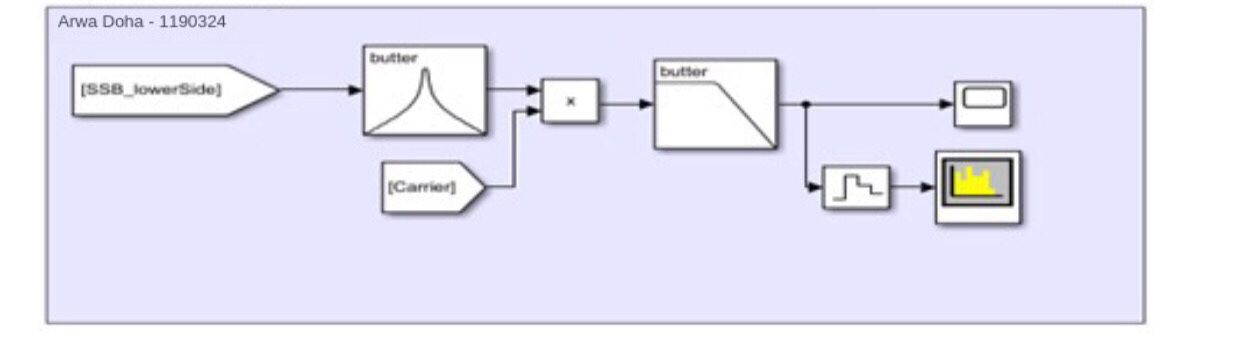 Arwa Doha - 1190324
butter
[SSB_lowerSide]
×
butter
[Carrier]